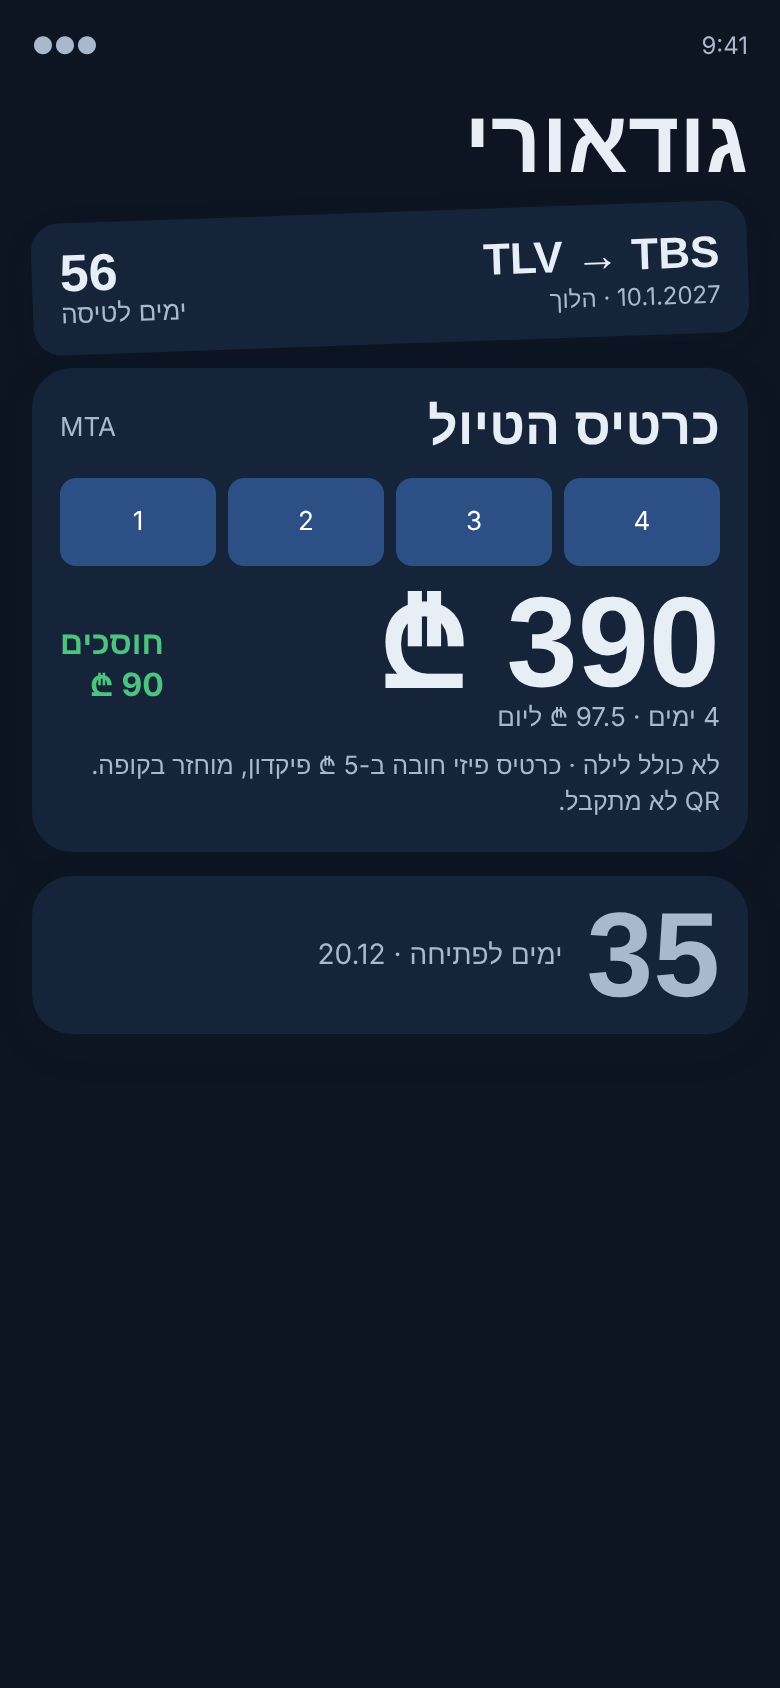 9:41
גודאורי
TLV → TBS
10.1.2027 · הלוך
56
ימים לטיסה
כרטיס הטיול
MTA
1 2 3 4
390 ₾
חוסכים
90 ₾
4 ימים · 97.5 ₾ ליום
לא כולל לילה · כרטיס פיזי חובה ב-5 ₾ פיקדון, מוחזר בקופה.
QR לא מתקבל.
35
ימים לפתיחה · 20.12